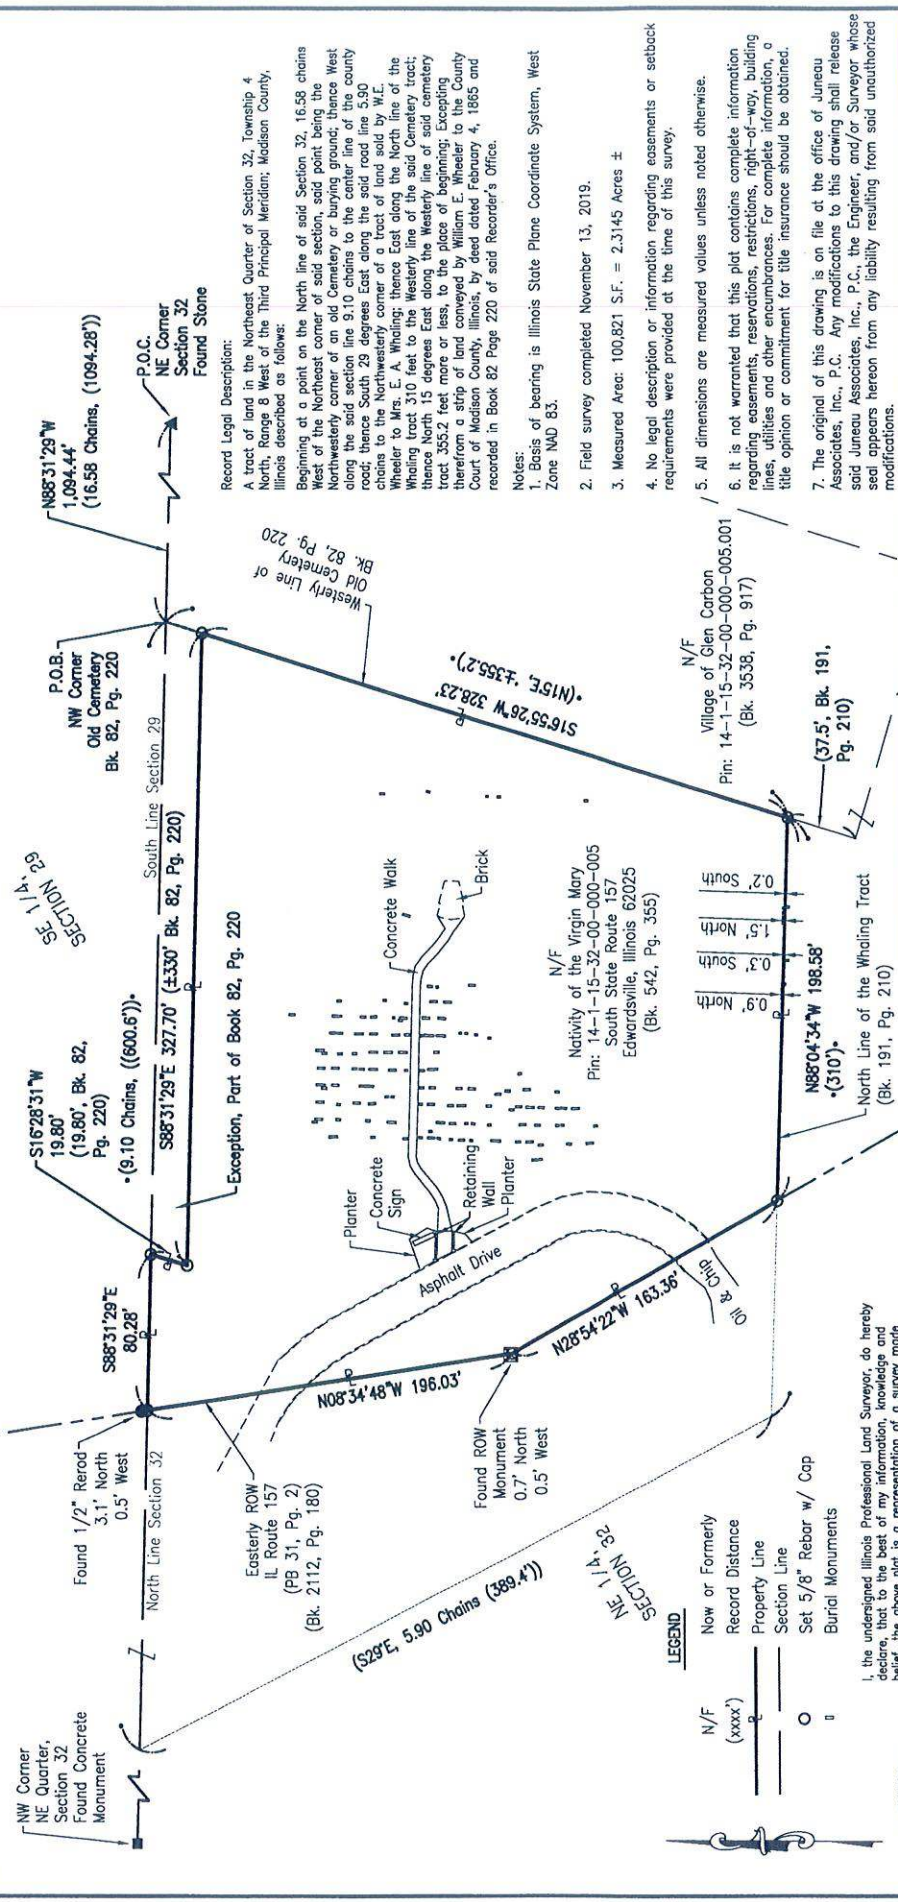 NW Corner
NE Quarter,
Section 32
Found Concrete
Monument
Found 1/2" Rerod
3.1' North
0.5' West
North Line Section 32
S88°31'29"E
80.28'
S16°28'31"W
19.80'
(19.80', Bk. 82,
Pg. 220)
•(9.10 Chains, ((600.6'))•
SE 1/4,
SECTION 29
South Line Section 29
S88°31'29"E 327.70' (±330' Bk. 82, Pg. 220)
Exception, Part of Book 82, Pg. 220
P.O.B.
NW Corner
Old Cemetery
Bk. 82, Pg. 220
N88°31'29"W
1,094.44'
(16.58 Chains, (1094.28'))
P.O.C.
NE Corner
Section 32
Found Stone
Westerly Line of
Old Cemetery
Bk. 82, Pg. 220
S16°55'26"W 328.23'
•(N15E, '±355.2')•
Easterly ROW
IL Route 157
(PB 31, Pg. 2)
(Bk. 2112, Pg. 180)
N08°34'48"W 196.03'
Found ROW
Monument
0.7' North
0.5' West
N28°54'22"W 163.36'
(S29°E, 5.90 Chains (389.4'))
NE 1/4,
SECTION 32
Planter
Concrete
Sign
Retaining
Wall
Planter
Asphalt Drive
Oil & Chip
Concrete Walk
Brick
N/F
Nativity of the Virgin Mary
Pin: 14-1-15-32-00-000-005
South State Route 157
Edwardsville, Illinois 62025
(Bk. 542, Pg. 355)
0.9' North
0.3' South
1.5' North
0.2' South
N88°04'34"W 198.58'
•(310')•
North Line of the Whaling Tract
(Bk. 191, Pg. 210)
N/F
Village of Glen Carbon
Pin: 14-1-15-32-00-000-005.001
(Bk. 3538, Pg. 917)
(37.5', Bk. 191,
Pg. 210)
LEGEND
N/F Now or Formerly
(xxxx') Record Distance
P Property Line
Section Line
Set 5/8" Rebar w/ Cap
Burial Monuments
Record Legal Description:
A tract of land in the Northeast Quarter of Section 32, Township 4
North, Range 8 West of the Third Principal Meridian; Madison County,
Illinois described as follows:
Beginning at a point on the North line of said Section 32, 16.58 chains
West of the Northeast corner of said section, said point being the
Northwesterly corner of an old Cemetery or burying ground; thence West
along the said section line 9.10 chains to the center line of the county
road; thence South 29 degrees East along the said road line 5.90
chains to the Northwesterly corner of a tract of land sold by W.E.
Wheeler to Mrs. E. A. Whaling; thence East along the North line of the
Whaling tract 310 feet to the Westerly line of the said Cemetery tract;
thence North 15 degrees East along the Westerly line of said cemetery
tract 355.2 feet more or less, to the place of beginning; Excepting
therefrom a strip of land conveyed by William E. Wheeler to the County
Court of Madison County, Illinois, by deed dated February 4, 1865 and
recorded in Book 82 Page 220 of said Recorder's Office.
Notes:
1. Basis of bearing is Illinois State Plane Coordinate System, West
Zone NAD 83.
2. Field survey completed November 13, 2019.
3. Measured Area: 100,821 S.F. = 2.3145 Acres ±
4. No legal description or information regarding easements or setback
requirements were provided at the time of this survey.
5. All dimensions are measured values unless noted otherwise.
6. It is not warranted that this plat contains complete information
regarding easements, reservations, restrictions, right-of-way, building
lines, utilities and other encumbrances. For complete information, a
title opinion or commitment for title insurance should be obtained.
7. The original of this drawing is on file at the office of Juneau
Associates, Inc., P.C. Any modifications to this drawing shall release
said Juneau Associates, Inc., P.C., the Engineer, and/or Surveyor whose
seal appears hereon from any liability resulting from said unauthorized
modifications.
I, the undersigned Illinois Professional Land Surveyor, do hereby
declare, that to the best of my information, knowledge and
belief, the above plat is a representation of a survey made